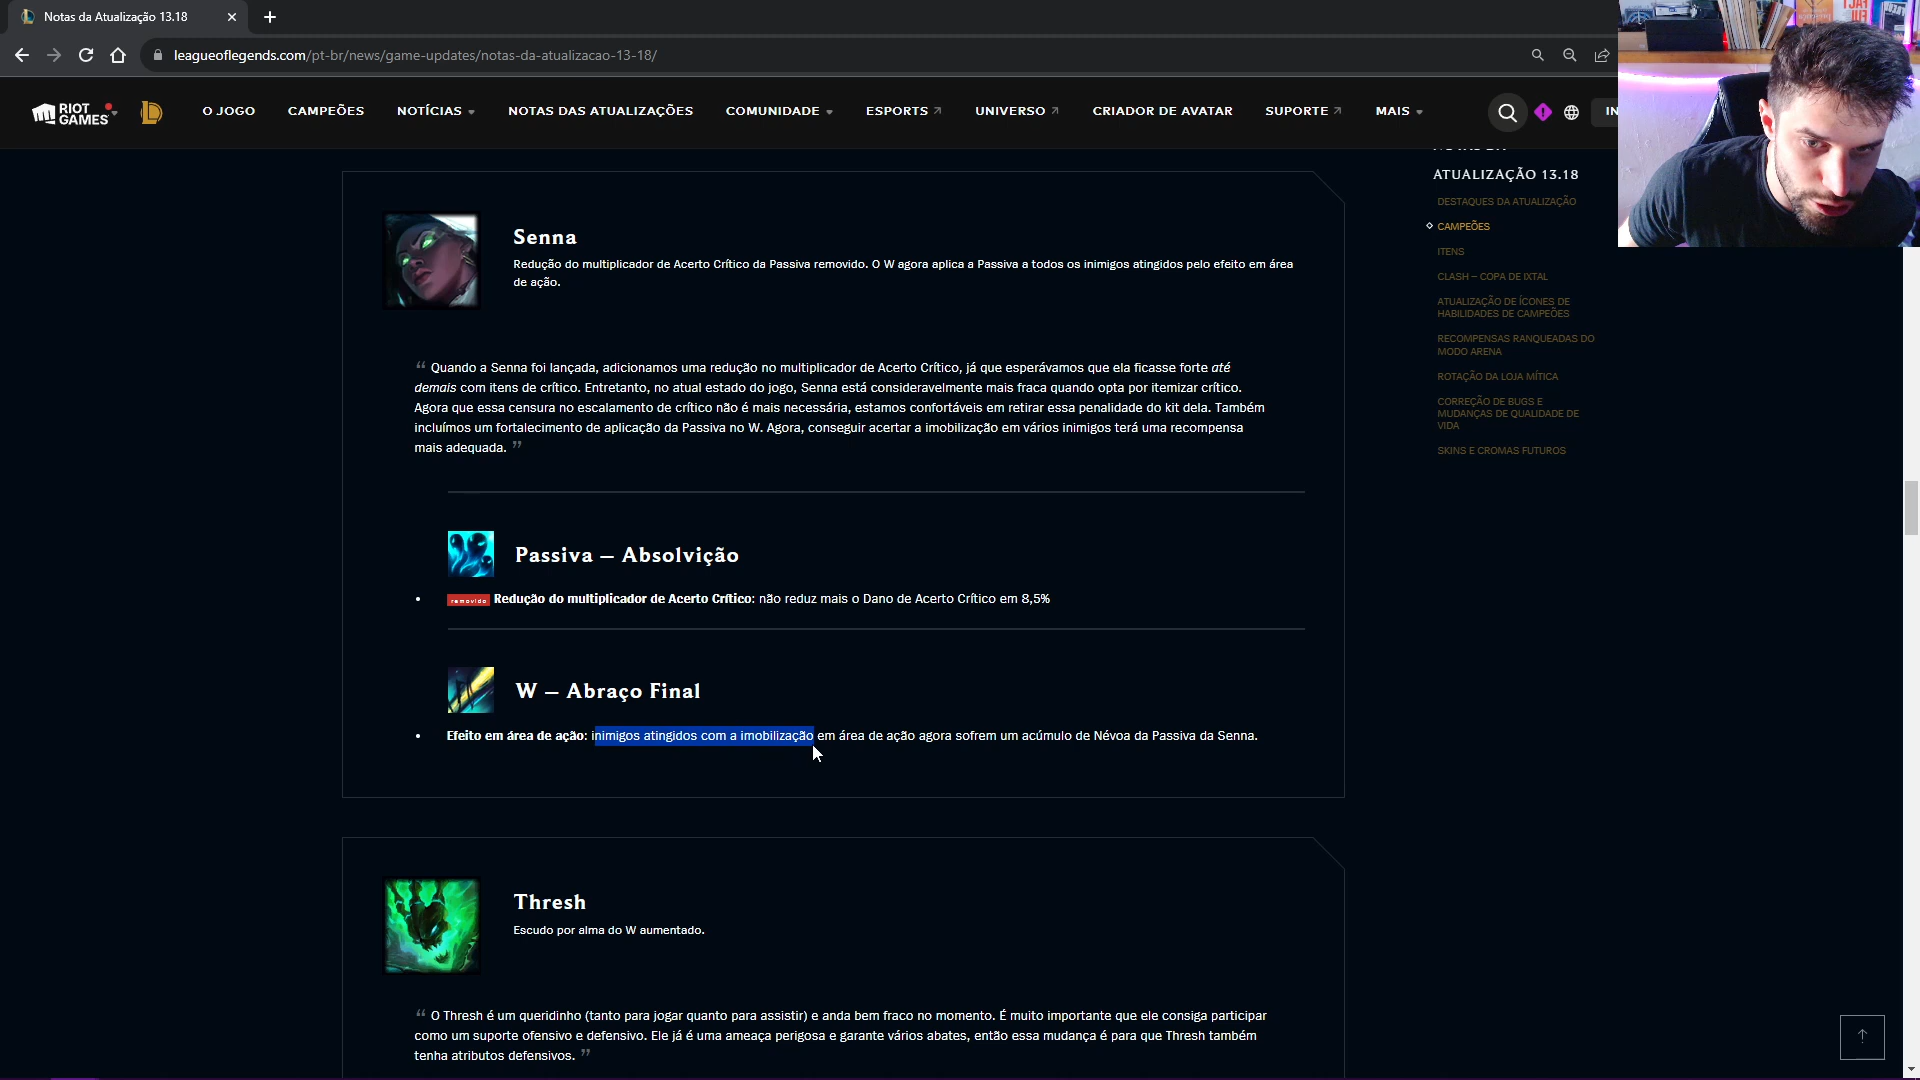 Notas da Atualização 13.18
leagueoflegends.com/pt-br/news/game-updates/notas-da-atualizacao-13-18/
RIOT GAMES
O JOGO
CAMPEÕES
NOTÍCIAS
NOTAS DAS ATUALIZAÇÕES
COMUNIDADE
ESPORTS
UNIVERSO
CRIADOR DE AVATAR
SUPORTE
MAIS
IN
Senna
Redução do multiplicador de Acerto Crítico da Passiva removido. O W agora aplica a Passiva a todos os inimigos atingidos pelo efeito em área
de ação.
“ Quando a Senna foi lançada, adicionamos uma redução no multiplicador de Acerto Crítico, já que esperávamos que ela ficasse forte até
demais com itens de crítico. Entretanto, no atual estado do jogo, Senna está consideravelmente mais fraca quando opta por itemizar crítico.
Agora que essa censura no escalamento de crítico não é mais necessária, estamos confortáveis em retirar essa penalidade do kit dela. Também
incluímos um fortalecimento de aplicação da Passiva no W. Agora, conseguir acertar a imobilização em vários inimigos terá uma recompensa
mais adequada. ”
Passiva – Absolvição
• removido Redução do multiplicador de Acerto Crítico: não reduz mais o Dano de Acerto Crítico em 8,5%
W – Abraço Final
• Efeito em área de ação: inimigos atingidos com a imobilização em área de ação agora sofrem um acúmulo de Névoa da Passiva da Senna.
Thresh
Escudo por alma do W aumentado.
“ O Thresh é um queridinho (tanto para jogar quanto para assistir) e anda bem fraco no momento. É muito importante que ele consiga participar
como um suporte ofensivo e defensivo. Ele já é uma ameaça perigosa e garante vários abates, então essa mudança é para que Thresh também
tenha atributos defensivos. ”
ATUALIZAÇÃO 13.18
DESTAQUES DA ATUALIZAÇÃO
CAMPEÕES
ITENS
CLASH – COPA DE IXTAL
ATUALIZAÇÃO DE ÍCONES DE
HABILIDADES DE CAMPEÕES
RECOMPENSAS RANQUEADAS DO
MODO ARENA
ROTAÇÃO DA LOJA MÍTICA
CORREÇÃO DE BUGS E
MUDANÇAS DE QUALIDADE DE
VIDA
SKINS E CROMAS FUTUROS